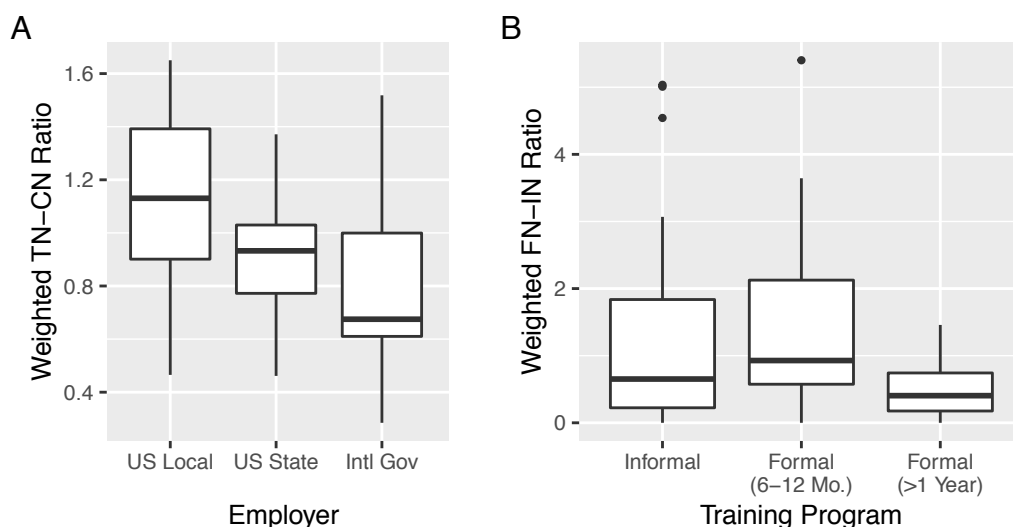 A
Weighted TN−CN Ratio
1.6
1.2
0.8
0.4
US Local
US State
Intl Gov
Employer
B
Weighted FN−IN Ratio
4
2
0
Informal
Formal
(6−12 Mo.)
Formal
(>1 Year)
Training Program